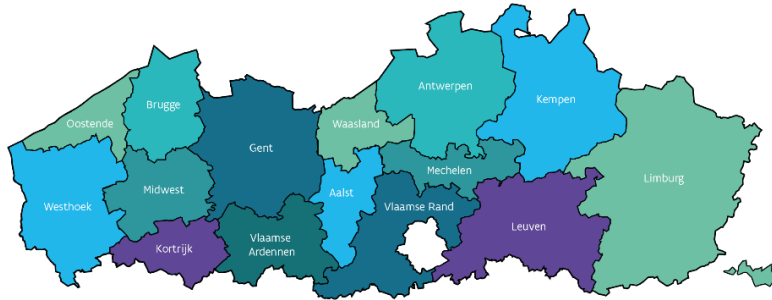 Antwerpen
Kempen
Brugge
Oostende
Waasland
Gent
Mechelen
Limburg
Midwest
Aalst
Westhoek
Vlaamse Rand
Leuven
Kortrijk
Vlaamse
Ardennen